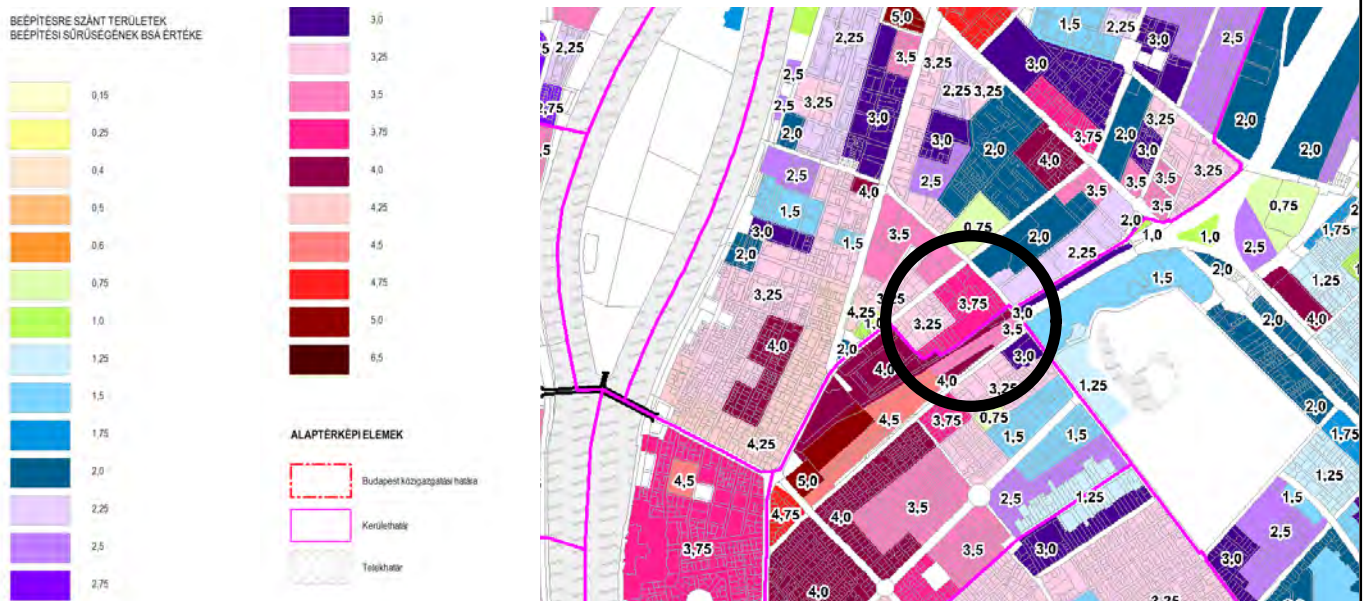 BEÉPÍTÉSRE SZÁNT TERÜLETEK
BEÉPÍTÉSI SŰRŰSÉGÉNEK BSÁ ÉRTÉKE
0,15
0,25
0,4
0,5
0,6
0,75
1,0
1,25
1,5
1,75
2,0
2,25
2,5
2,75
3,0
3,25
3,5
3,75
4,0
4,25
4,5
4,75
5,0
6,5
ALAPTÉRKÉPI ELEMEK
Budapest közigazgatási határa
Kerülethatár
Telekhatár
5,0 1,5 2,25 3,0 2,5
2,25 2,25 3,5 3,25 3,0
2,5 2,25 3,25 2,0
2,75 2,5 3,25 3,0 3,75 2,0 3,25 2,0 2,0
2,0 3,0 2,0 4,0 3,0
2,5 2,5 3,5 3,5 3,5 3,25
4,0 3,5 0,75
1,5 0,75 2,0 2,0 1,0 1,0 1,75
3,0 1,5 3,5 2,25 2,5
2,0 1,5 2,0 1,25
3,25 3,25 3,75 4,0
4,25 1,0 3,25 3,0 2,0
4,0 2,0 3,5 3,0
4,0 4,0 3,25 1,25 2,0
4,5 3,75 0,75 1,5 1,5 1,75
4,25 1,25
4,5 5,0 2,5 1,25 1,5
4,75 4,0 3,5 2,5
3,75 3,5 3,0 3,0
4,0 3,25